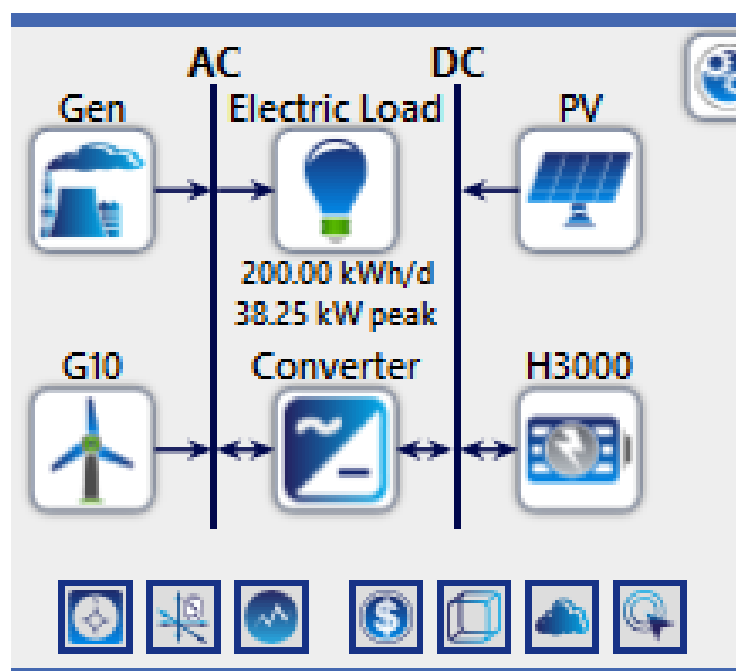 AC DC
Gen Electric Load PV
200.00 kWh/d
38.25 kW peak
G10 Converter H3000